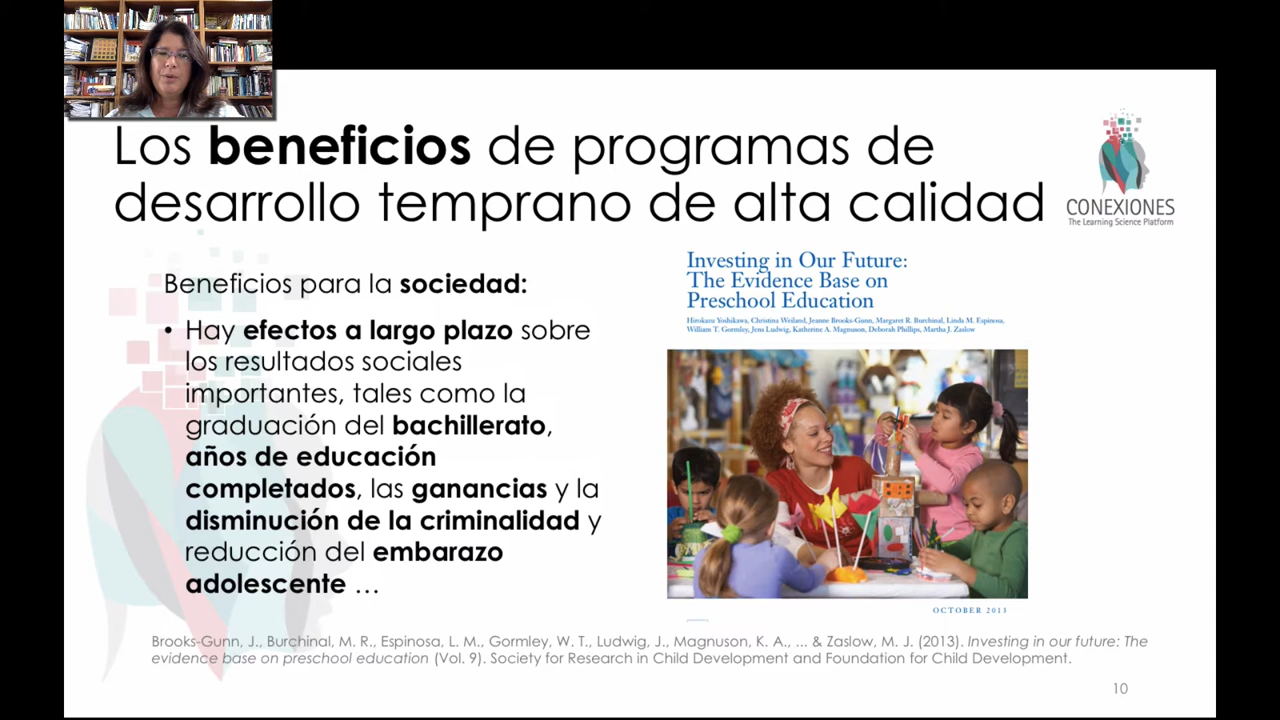 Los beneficios de programas de
desarrollo temprano de alta calidad
CONEXIONES
The Learning Science Platform
Beneficios para la sociedad:
• Hay efectos a largo plazo sobre
los resultados sociales
importantes, tales como la
graduación del bachillerato,
años de educación
completados, las ganancias y la
disminución de la criminalidad y
reducción del embarazo
adolescente …
Investing in Our Future:
The Evidence Base on
Preschool Education
Hirokazu Yoshikawa, Christina Weiland, Jeanne Brooks-Gunn, Margaret R. Burchinal, Linda M. Espinosa,
William T. Gormley, Jens Ludwig, Katherine A. Magnuson, Deborah Phillips, Martha J. Zaslow
OCTOBER 2013
Brooks-Gunn, J., Burchinal, M. R., Espinosa, L. M., Gormley, W. T., Ludwig, J., Magnuson, K. A., ... & Zaslow, M. J. (2013). Investing in our future: The
evidence base on preschool education (Vol. 9). Society for Research in Child Development and Foundation for Child Development.
10